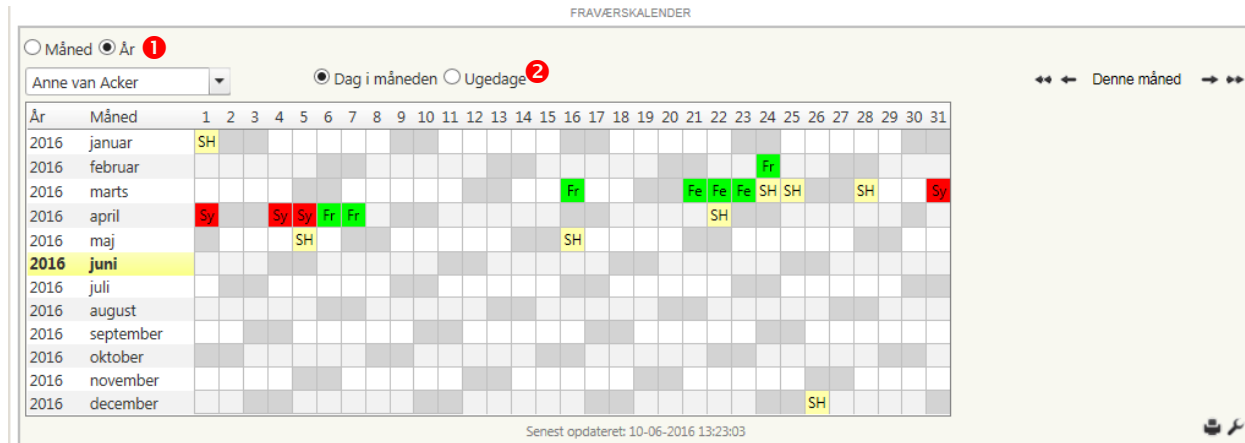 FRAVÆRSKALENDER
Måned År 1
Anne van Acker Dag i måneden Ugedage 2 Denne måned
År Måned 1 2 3 4 5 6 7 8 9 10 11 12 13 14 15 16 17 18 19 20 21 22 23 24 25 26 27 28 29 30 31
2016 januar SH
2016 februar Fr
2016 marts Fr Fe Fe Fe SH SH SH Sy
2016 april Sy Sy Sy Fr Fr SH
2016 maj SH SH
2016 juni
2016 juli
2016 august
2016 september
2016 oktober
2016 november
2016 december SH
Senest opdateret: 10-06-2016 13:23:03